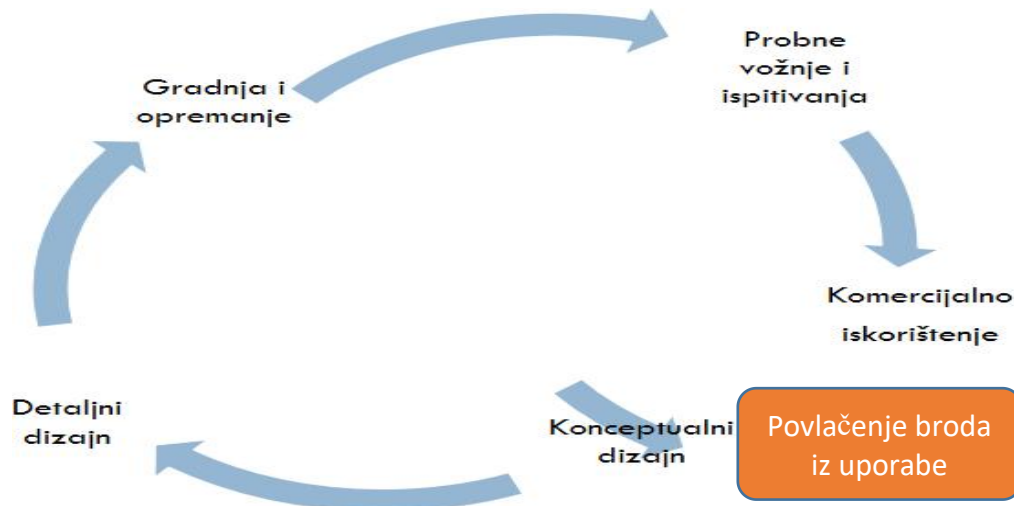 Probne
vožnje i
ispitivanja
Gradnja i
opremanje
Komercijalno
iskorištenje
Detaljni
dizajn
Konceptualni
dizajn
Povlačenje broda
iz uporabe